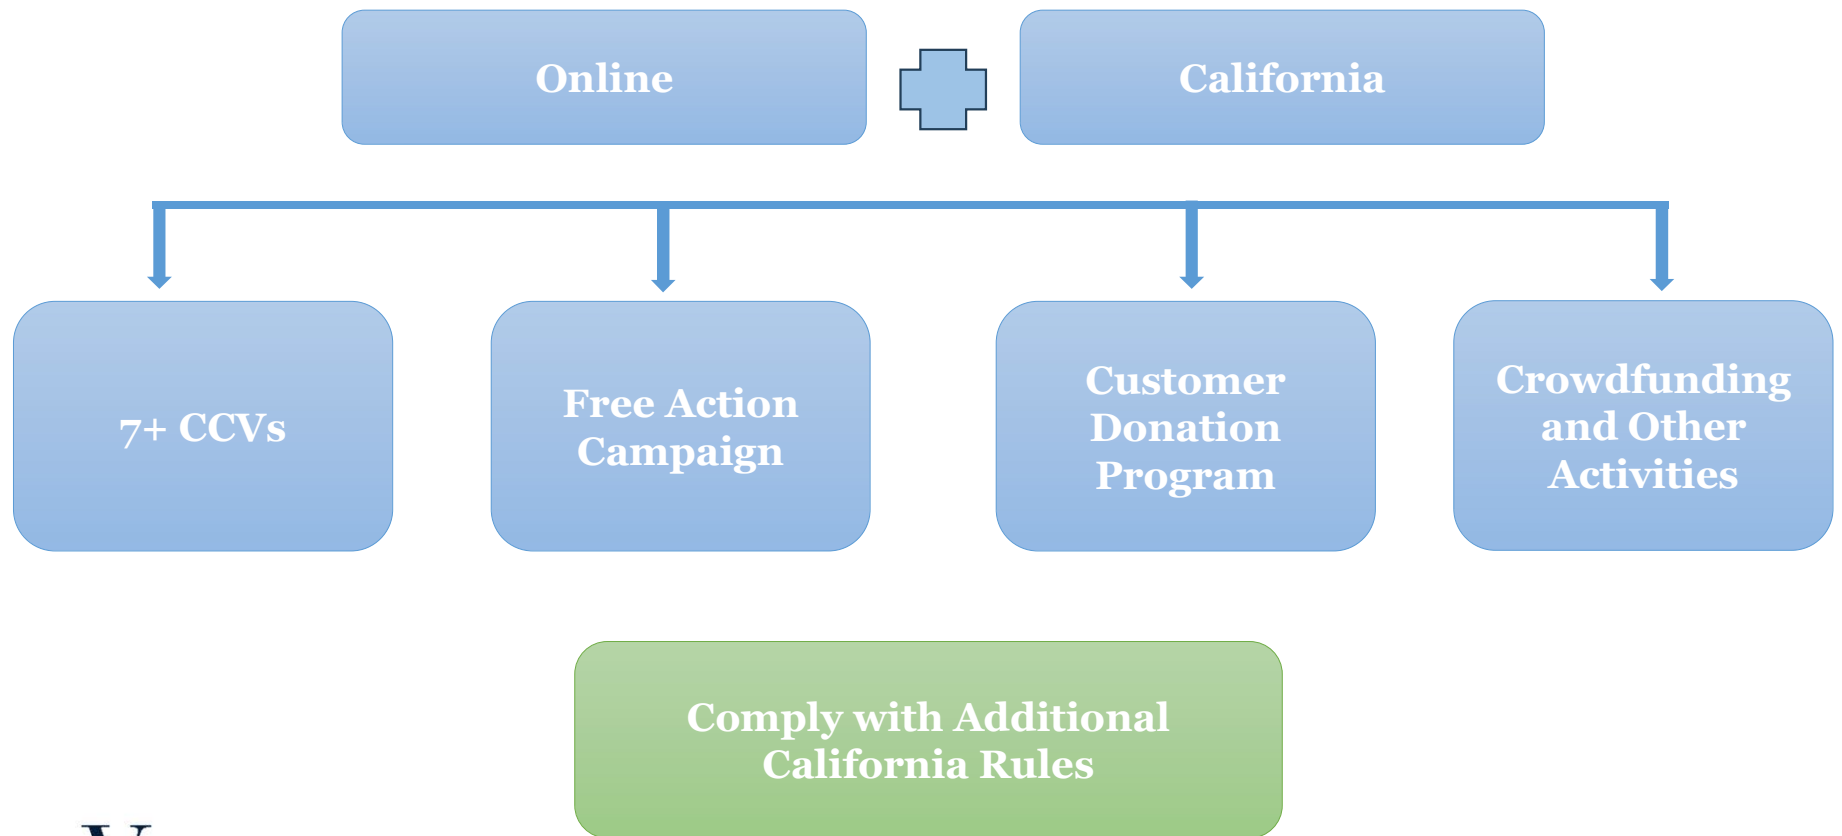 Online
California
7+ CCVs
Free Action
Campaign
Customer
Donation
Program
Crowdfunding
and Other
Activities
Comply with Additional
California Rules